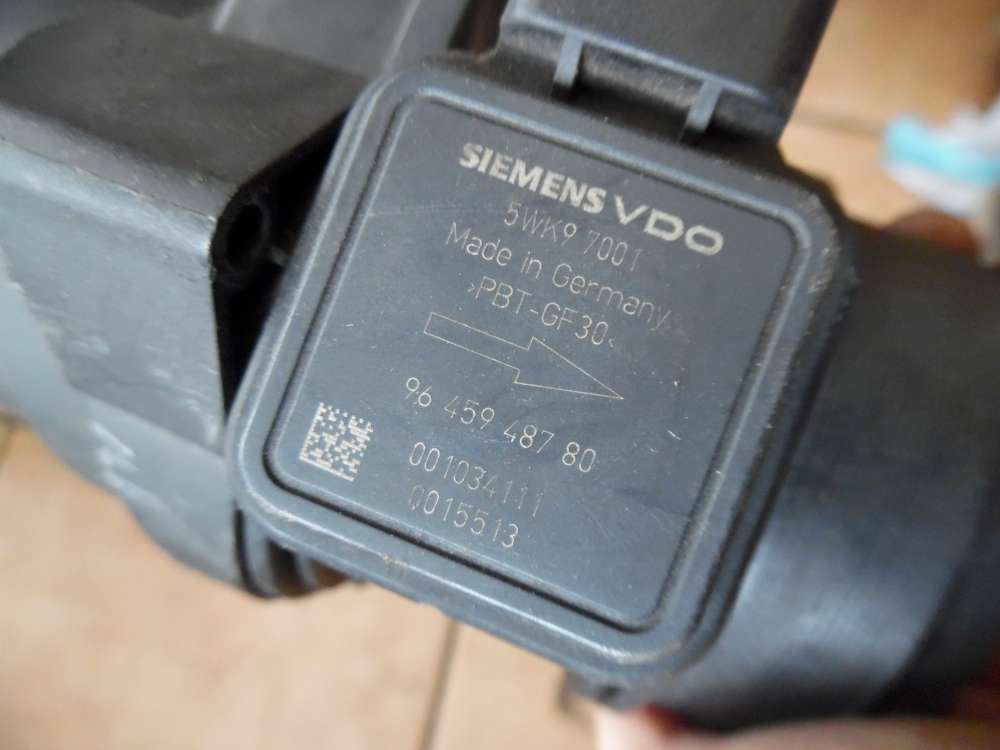 SIEMENS VDO
5WK9 7001
Made in Germany
>PBT-GF30<
96 459 487 80
001034111
0015513